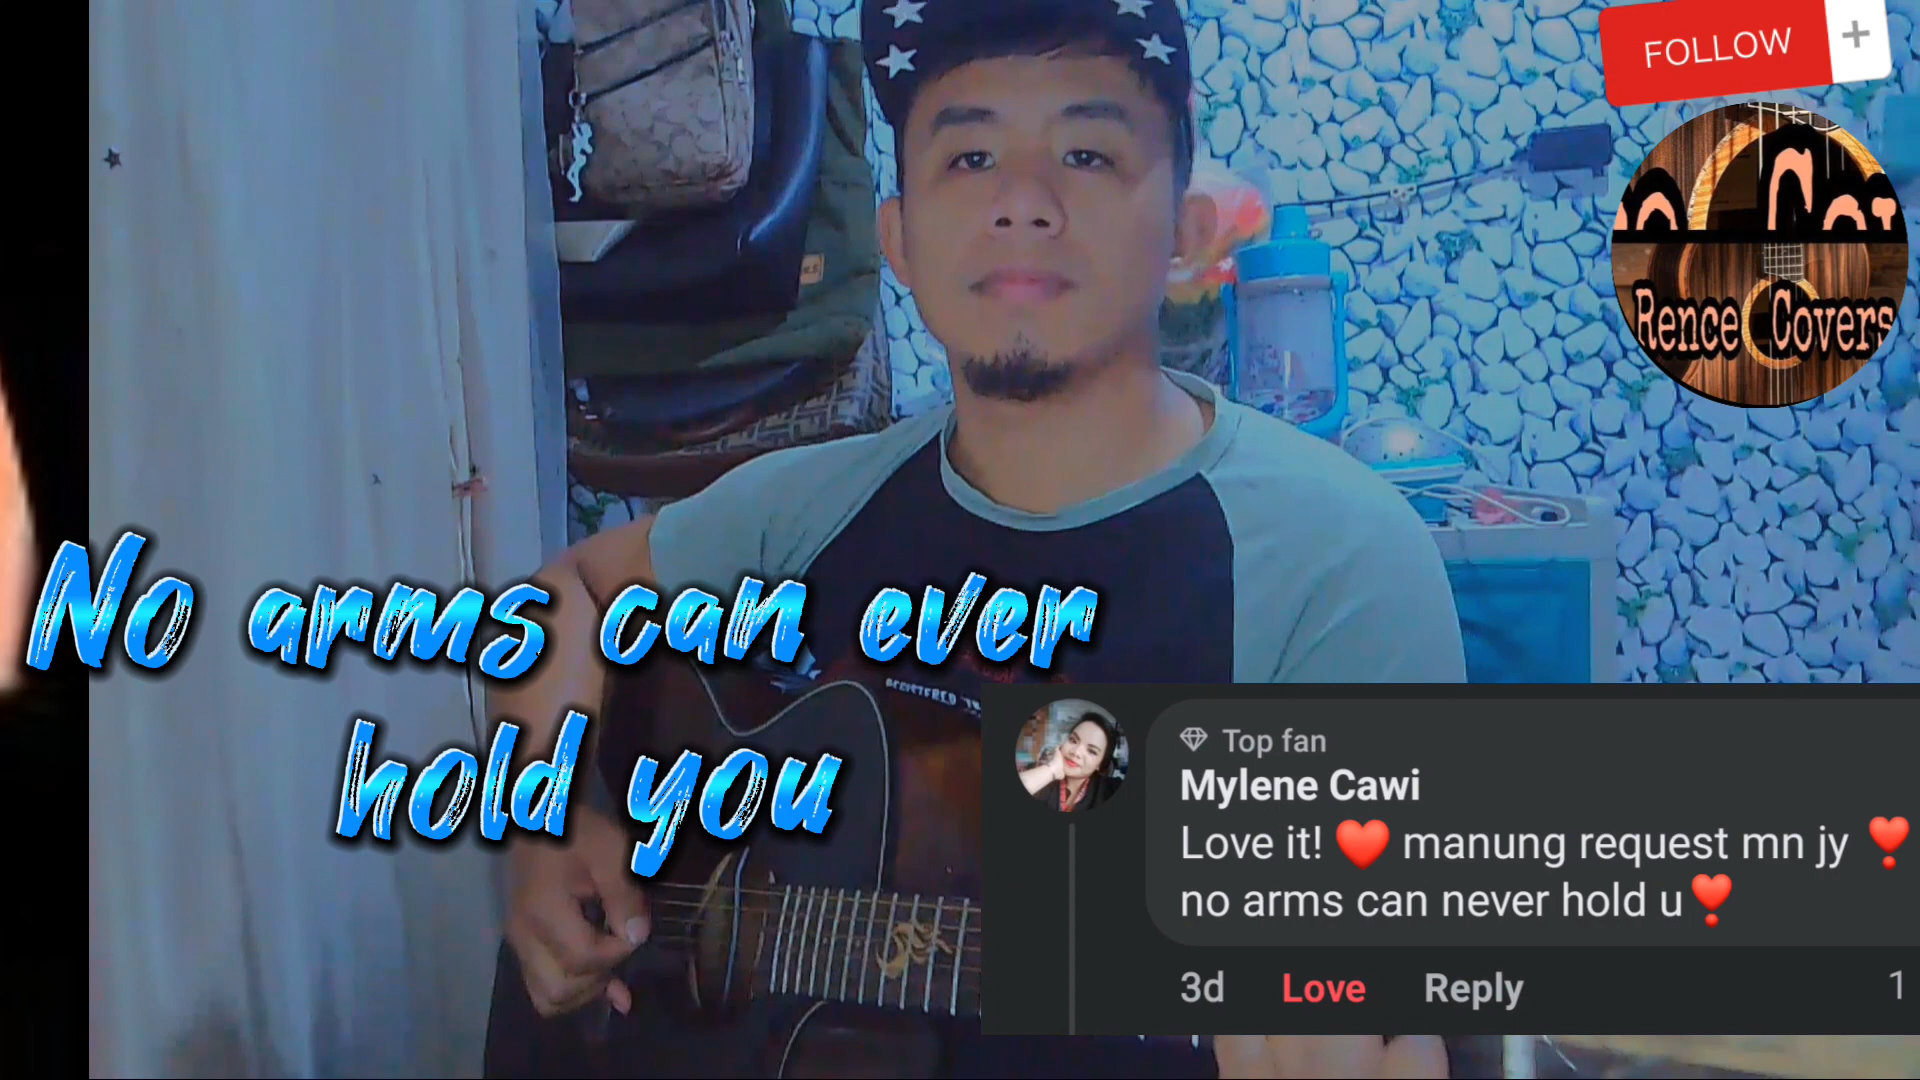 FOLLOW +
Rence Covers
No arms can ever
hold you
REGISTERED
Top fan
Mylene Cawi
Love it! ❤️ manung request mn jy ❣️
no arms can never hold u❣️
3d Love Reply 1